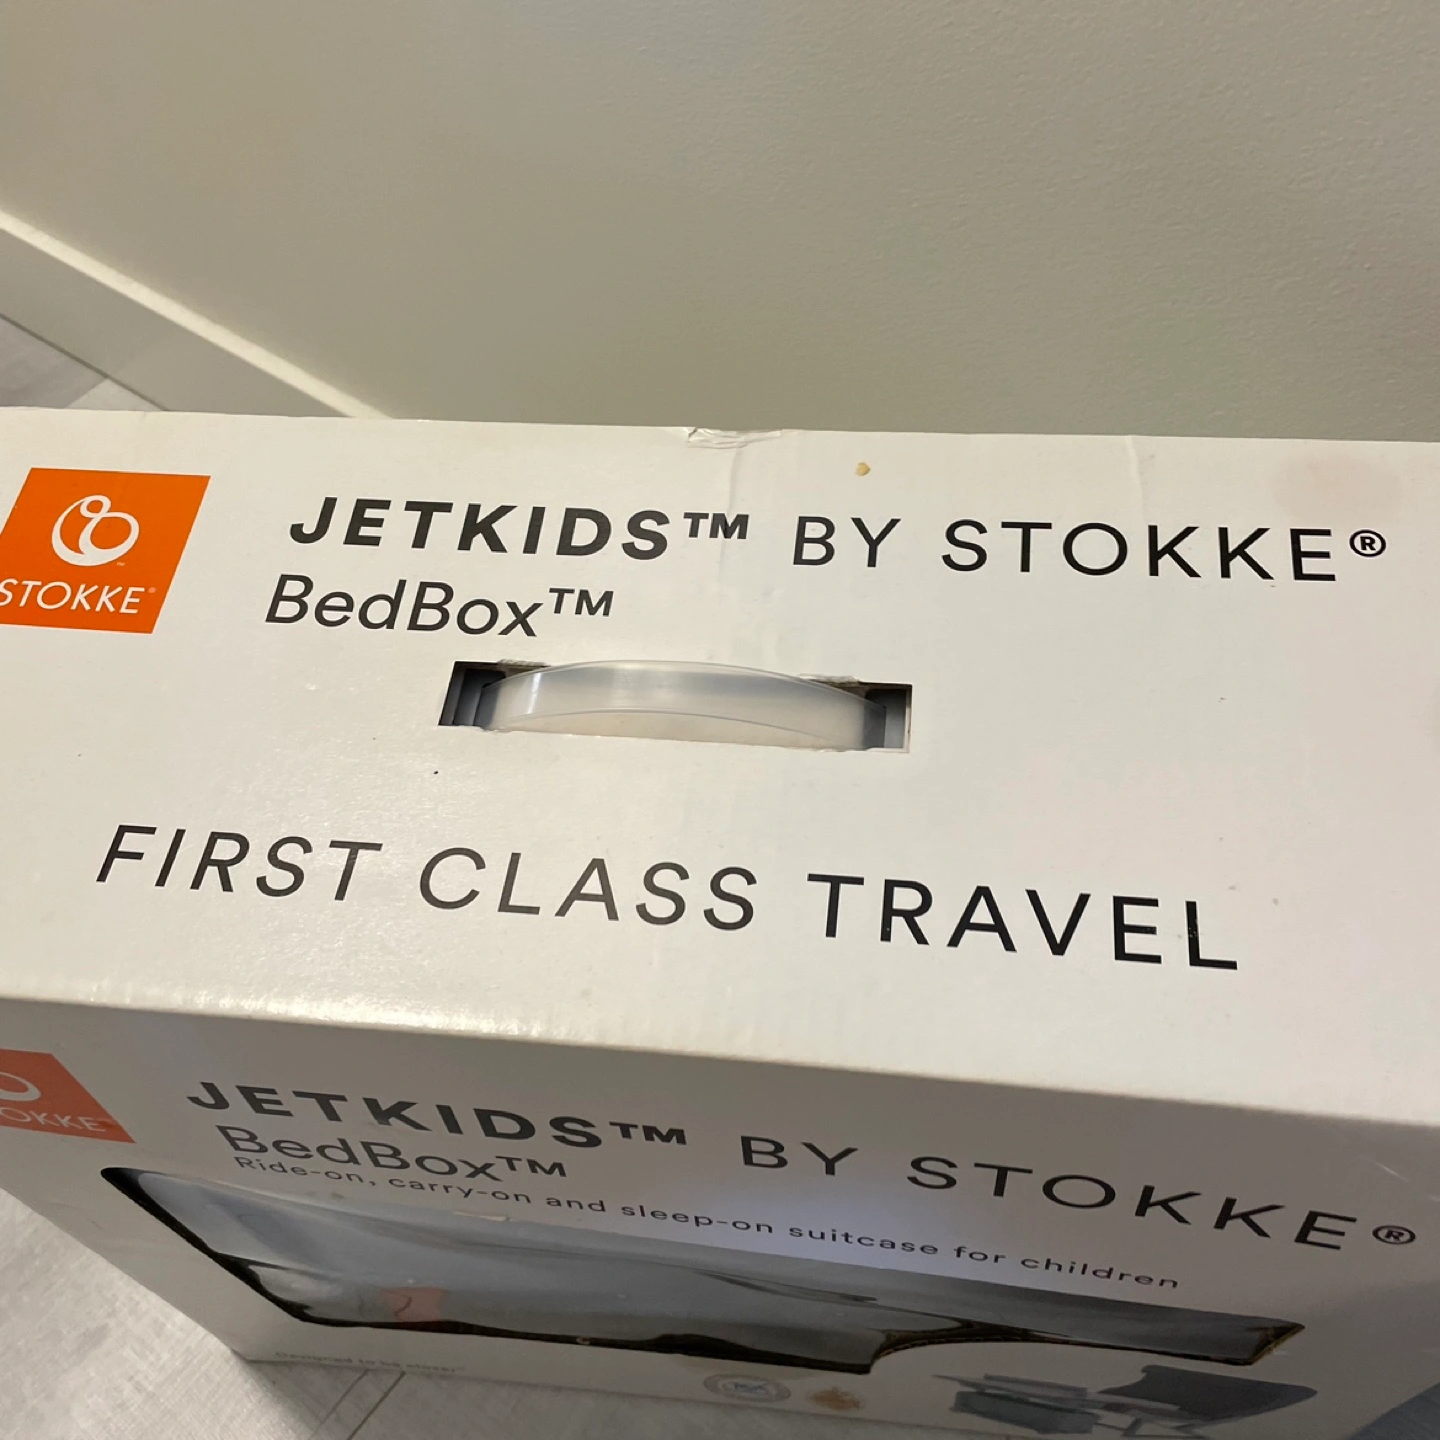 STOKKE®
JETKIDS™ BY STOKKE®
BedBox™
FIRST CLASS TRAVEL
STOKKE
JETKIDS™ BY STOKKE®
BedBox™
Ride-on, carry-on and sleep-on suitcase for children